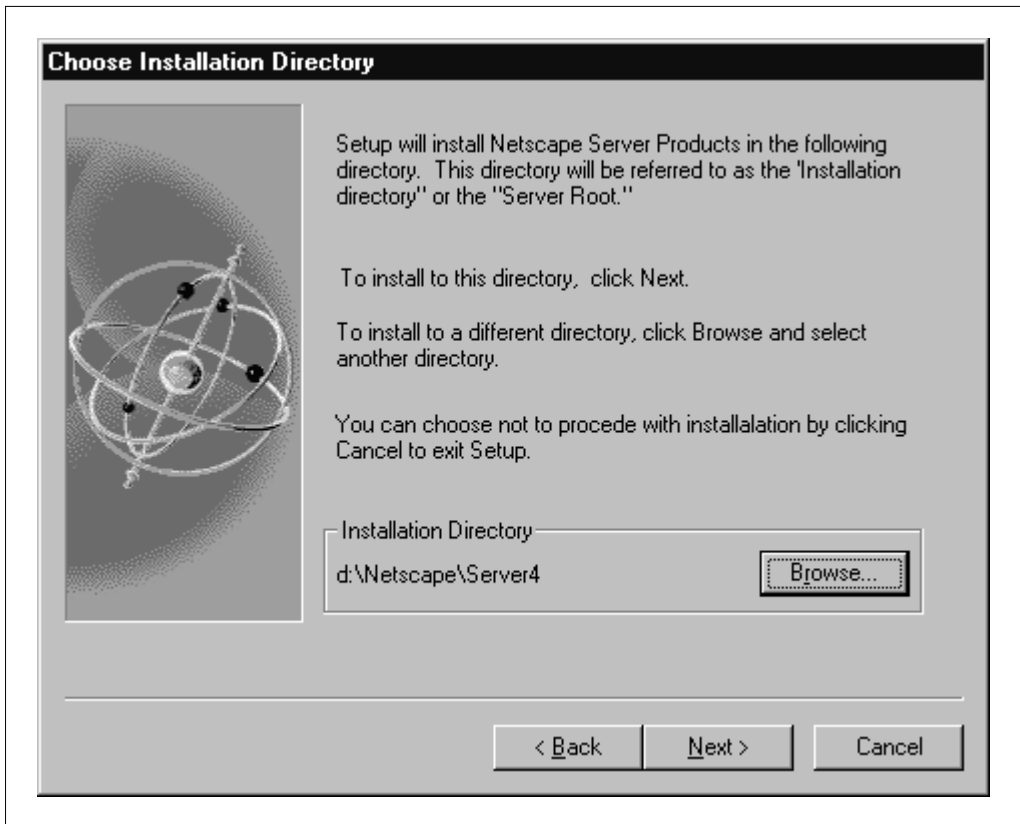 Choose Installation Directory
Setup will install Netscape Server Products in the following
directory. This directory will be referred to as the 'Installation
directory" or the "Server Root."
To install to this directory, click Next.
To install to a different directory, click Browse and select
another directory.
You can choose not to procede with installalation by clicking
Cancel to exit Setup.
Installation Directory
d:\Netscape\Server4
Browse...
< Back
Next >
Cancel